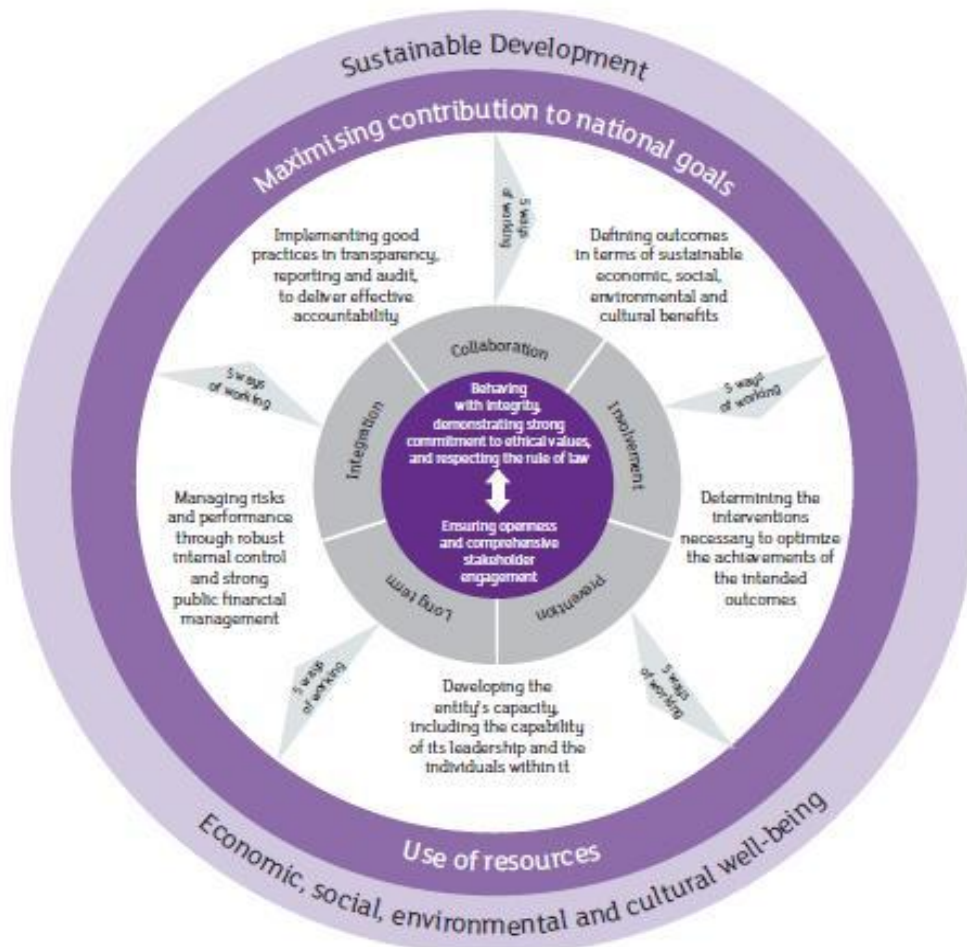 Sustainable Development
Maximising contribution to national goals
5 ways
of working
Implementing good
practices in transparency,
reporting and audit,
to deliver effective
accountability
Defining outcomes
in terms of sustainable
economic, social,
environmental and
cultural benefits
Collaboration
5 ways
of working
5 ways
of working
Integration
Involvement
Behaving
with integrity,
demonstrating strong
commitment to ethical values,
and respecting the rule of law
Ensuring openness
and comprehensive
stakeholder
engagement
Managing risks
and performance
through robust
internal control
and strong
public financial
management
Determining the
interventions
necessary to optimize
the achievements of
the intended
outcomes
Long term
Prevention
5 ways
of working
5 ways
of working
Developing the
entity's capacity,
including the capability
of its leadership and the
individuals within it
Use of resources
Economic, social, environmental and cultural well-being